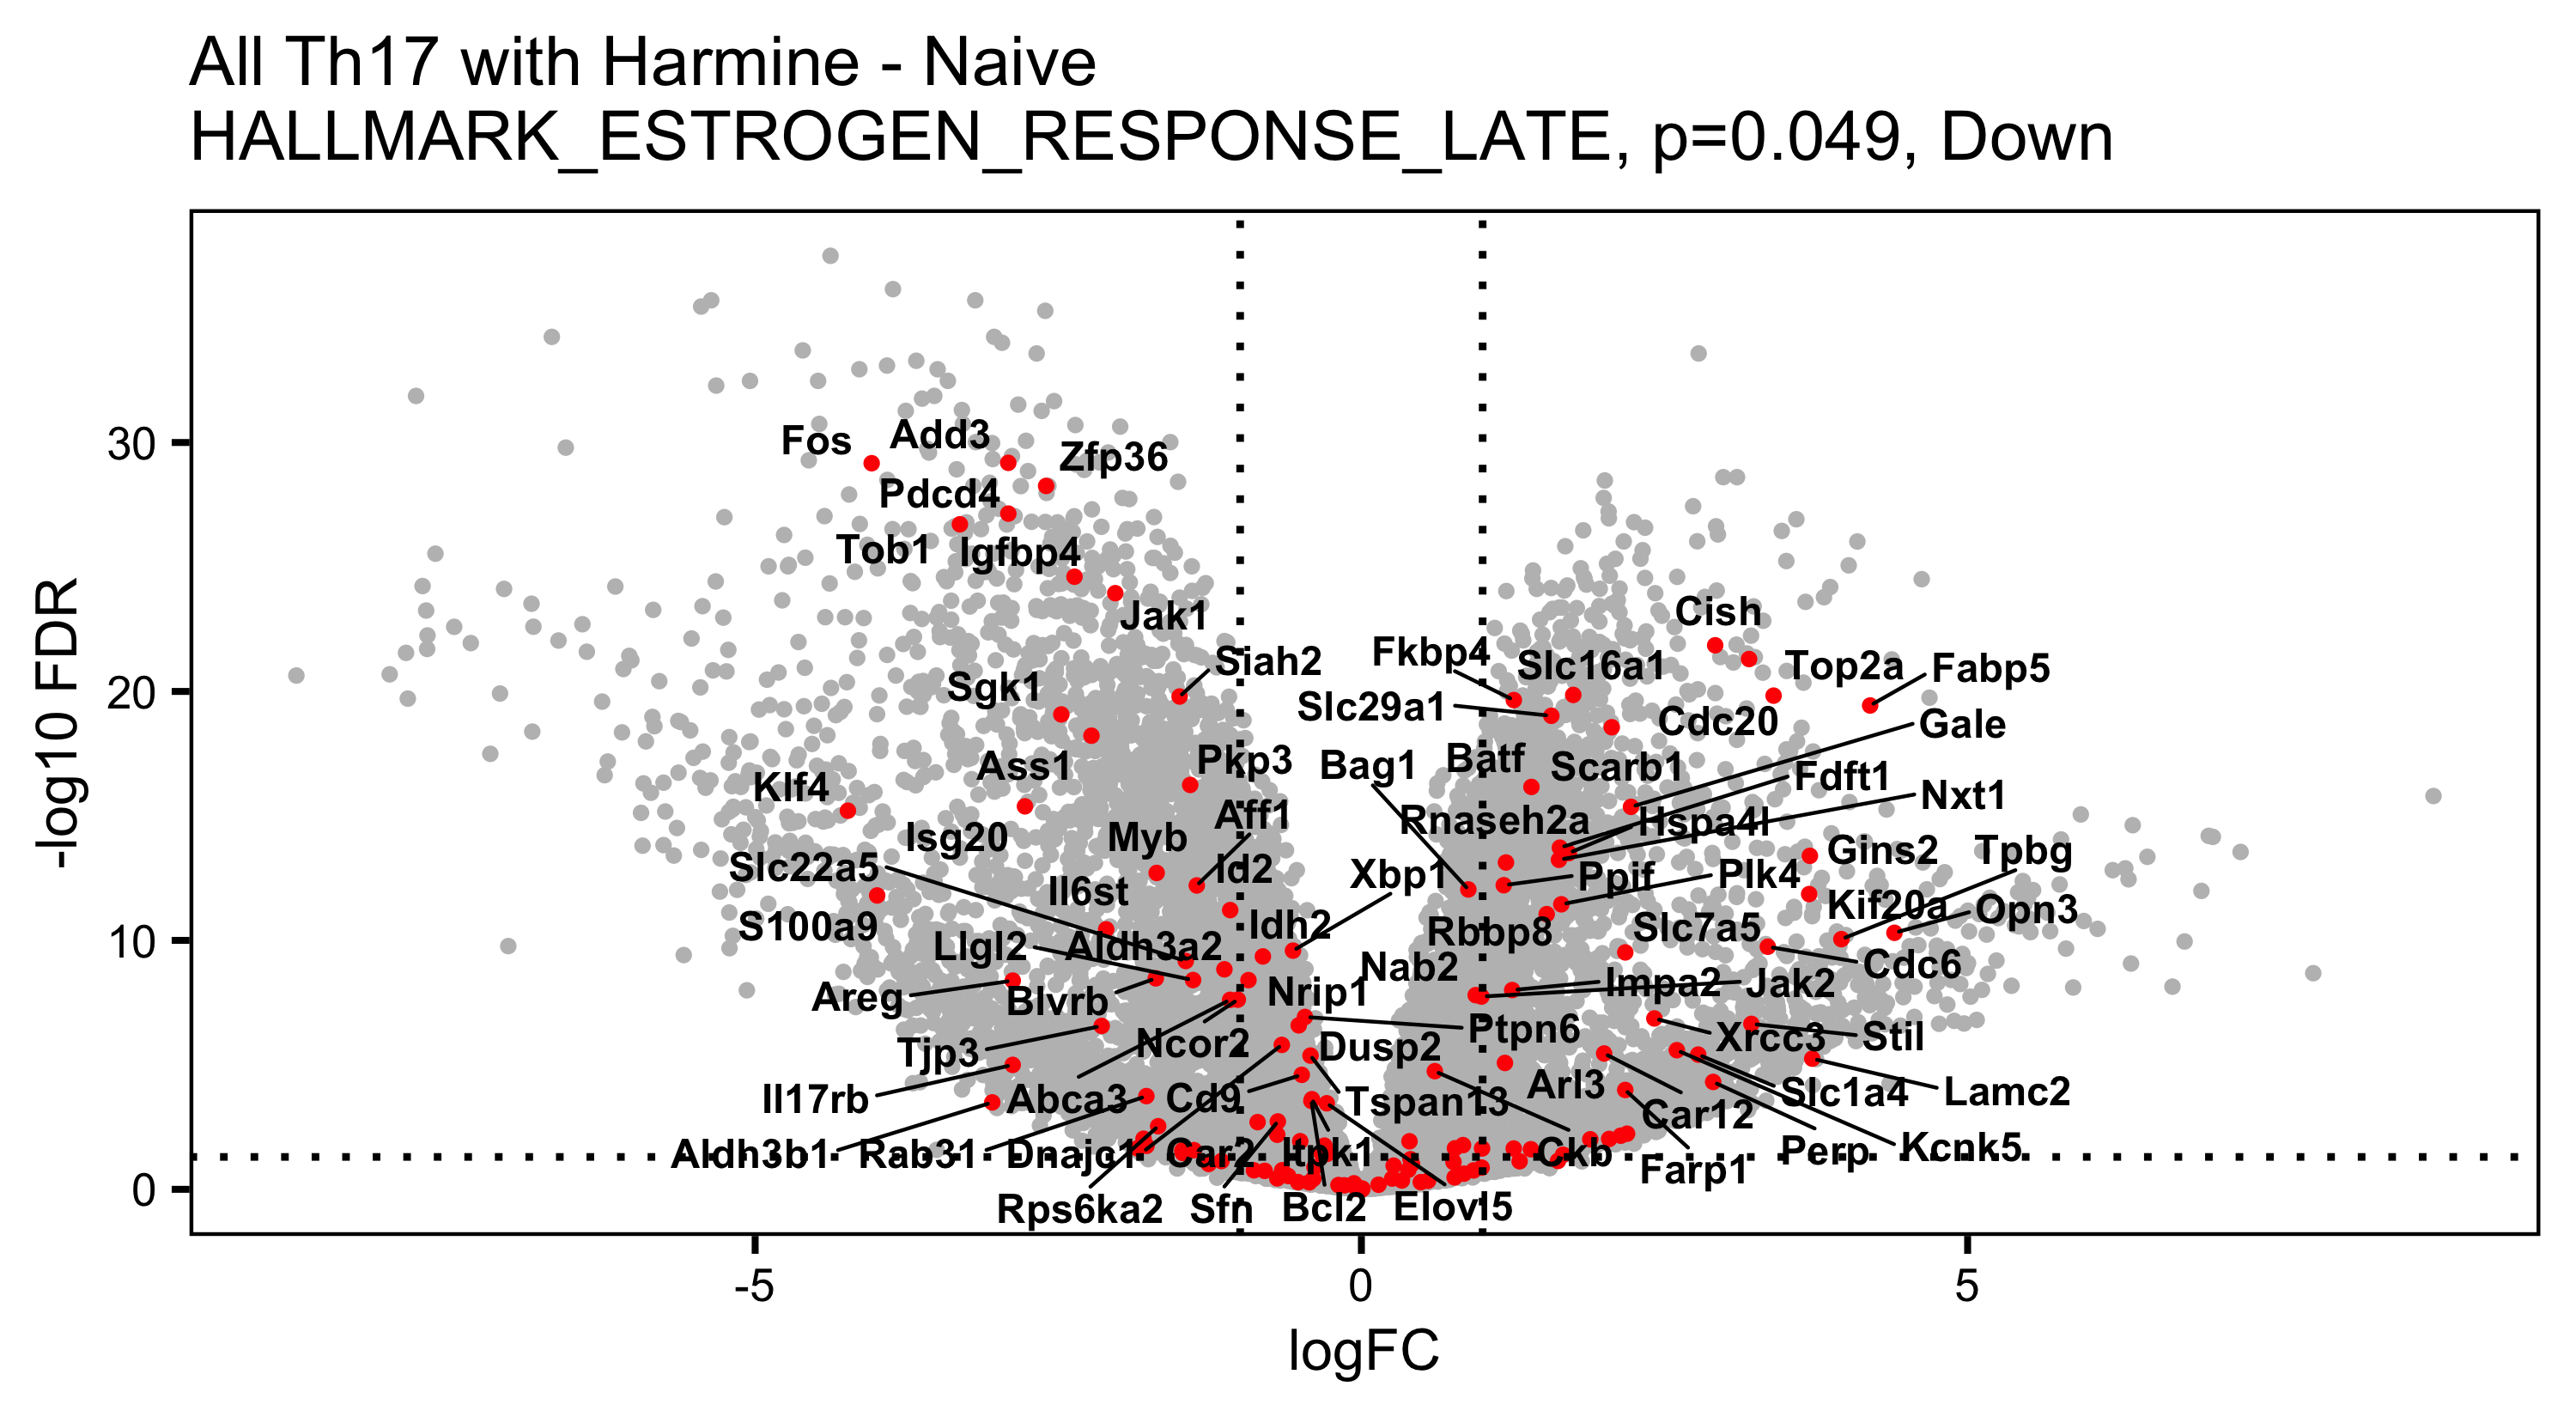 All Th17 with Harmine - Naive
HALLMARK_ESTROGEN_RESPONSE_LATE, p=0.049, Down
-log10 FDR
30
20
10
0
Fos
Add3
Zfp36
Pdcd4
Tob1
Igfbp4
Jak1
Siah2
Sgk1
Ass1
Pkp3
Klf4
Isg20
Myb
Aff1
Slc22a5
Il6st
Id2
S100a9
Llgl2
Aldh3a2
Idh2
Xbp1
Areg
Blvrb
Nrip1
Tjp3
Ncor2
Dusp2
Ptpn6
Il17rb
Abca3
Cd9
Tspan13
Aldh3b1
Rab31
Dnajc1
Car2
Itpk1
Rps6ka2
Sfn
Bcl2
Elovl5
Cish
Fkbp4
Slc16a1
Top2a
Fabp5
Slc29a1
Cdc20
Gale
Bag1
Batf
Scarb1
Fdft1
Nxt1
Rnaseh2a
Hspa4l
Gins2
Tpbg
Ppif
Plk4
Kif20a
Opn3
Rbbp8
Slc7a5
Cdc6
Nab2
Impa2
Jak2
Xrcc3
Stil
Arl3
Car12
Slc1a4
Lamc2
Ckb
Farp1
Perp
Kcnk5
-5
0
5
logFC